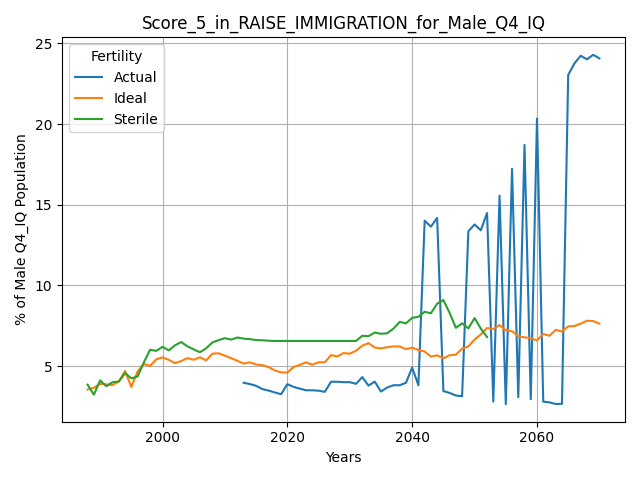 Score_5_in_RAISE_IMMIGRATION_for_Male_Q4_IQ
Fertility
Actual
Ideal
Sterile
% of Male Q4_IQ Population
25
20
15
10
5
2000 2020 2040 2060
Years